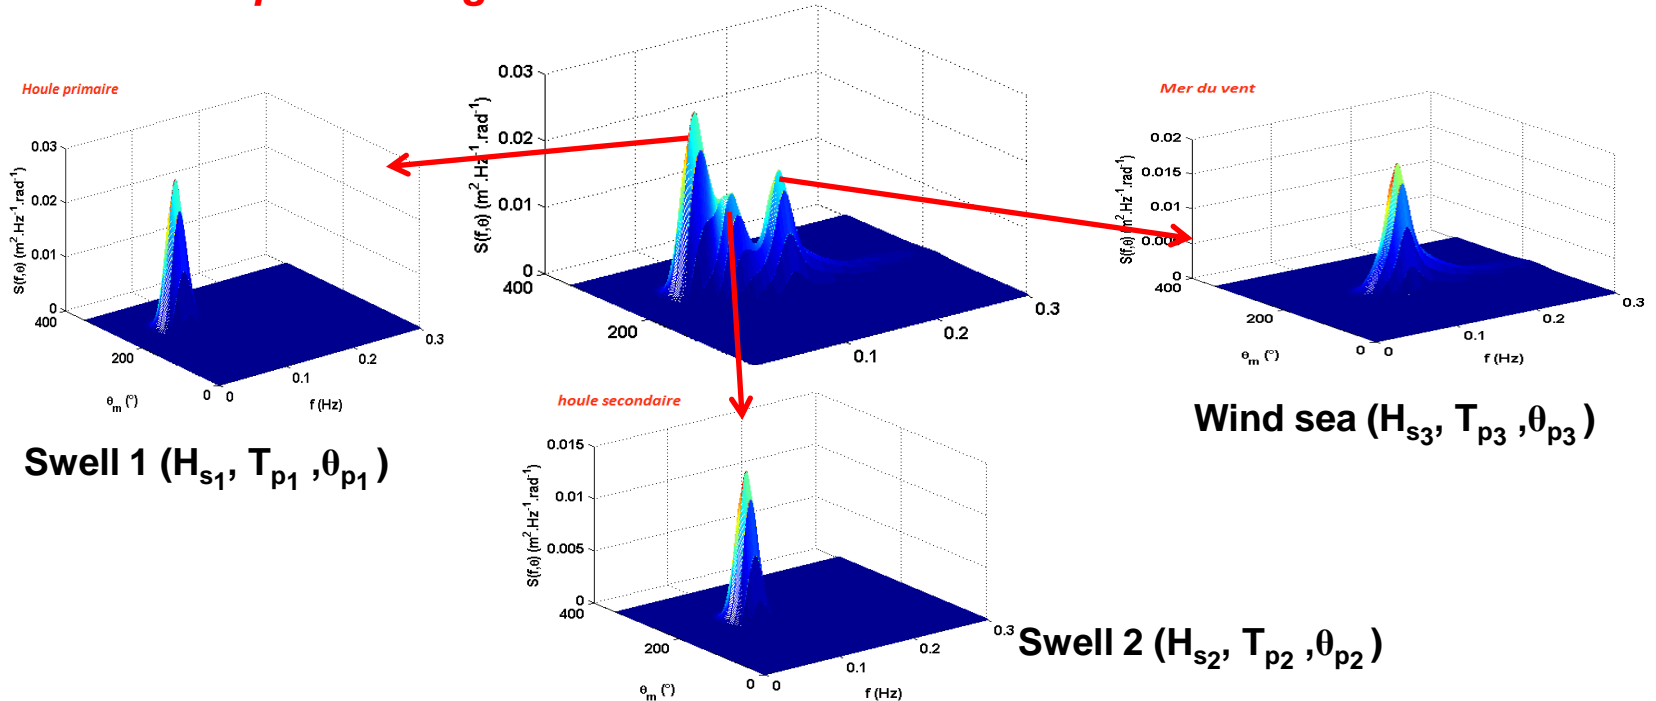 Houle primaire
0.03
0.02
0.01
0
400
200
0
0
0.1
0.2
0.3
S(f,θ) (m².Hz⁻¹.rad⁻¹)
θm (°)
f (Hz)
Swell 1 (Hs1, Tp1 ,θp1 )
0.03
0.02
0.01
0
400
200
0.1
0.2
0.3
S(f,θ) (m².Hz⁻¹.rad⁻¹)
Mer du vent
0.02
0.015
0.01
0.005
0
400
200
0
0
0.1
0.2
0.3
S(f,θ) (m².Hz⁻¹.rad⁻¹)
θm (°)
f (Hz)
Wind sea (Hs3, Tp3 ,θp3 )
houle secondaire
0.015
0.01
0.005
0
400
200
0
0
0.1
0.2
0.3
S(f,θ) (m².Hz⁻¹.rad⁻¹)
θm (°)
f (Hz)
Swell 2 (Hs2, Tp2 ,θp2 )